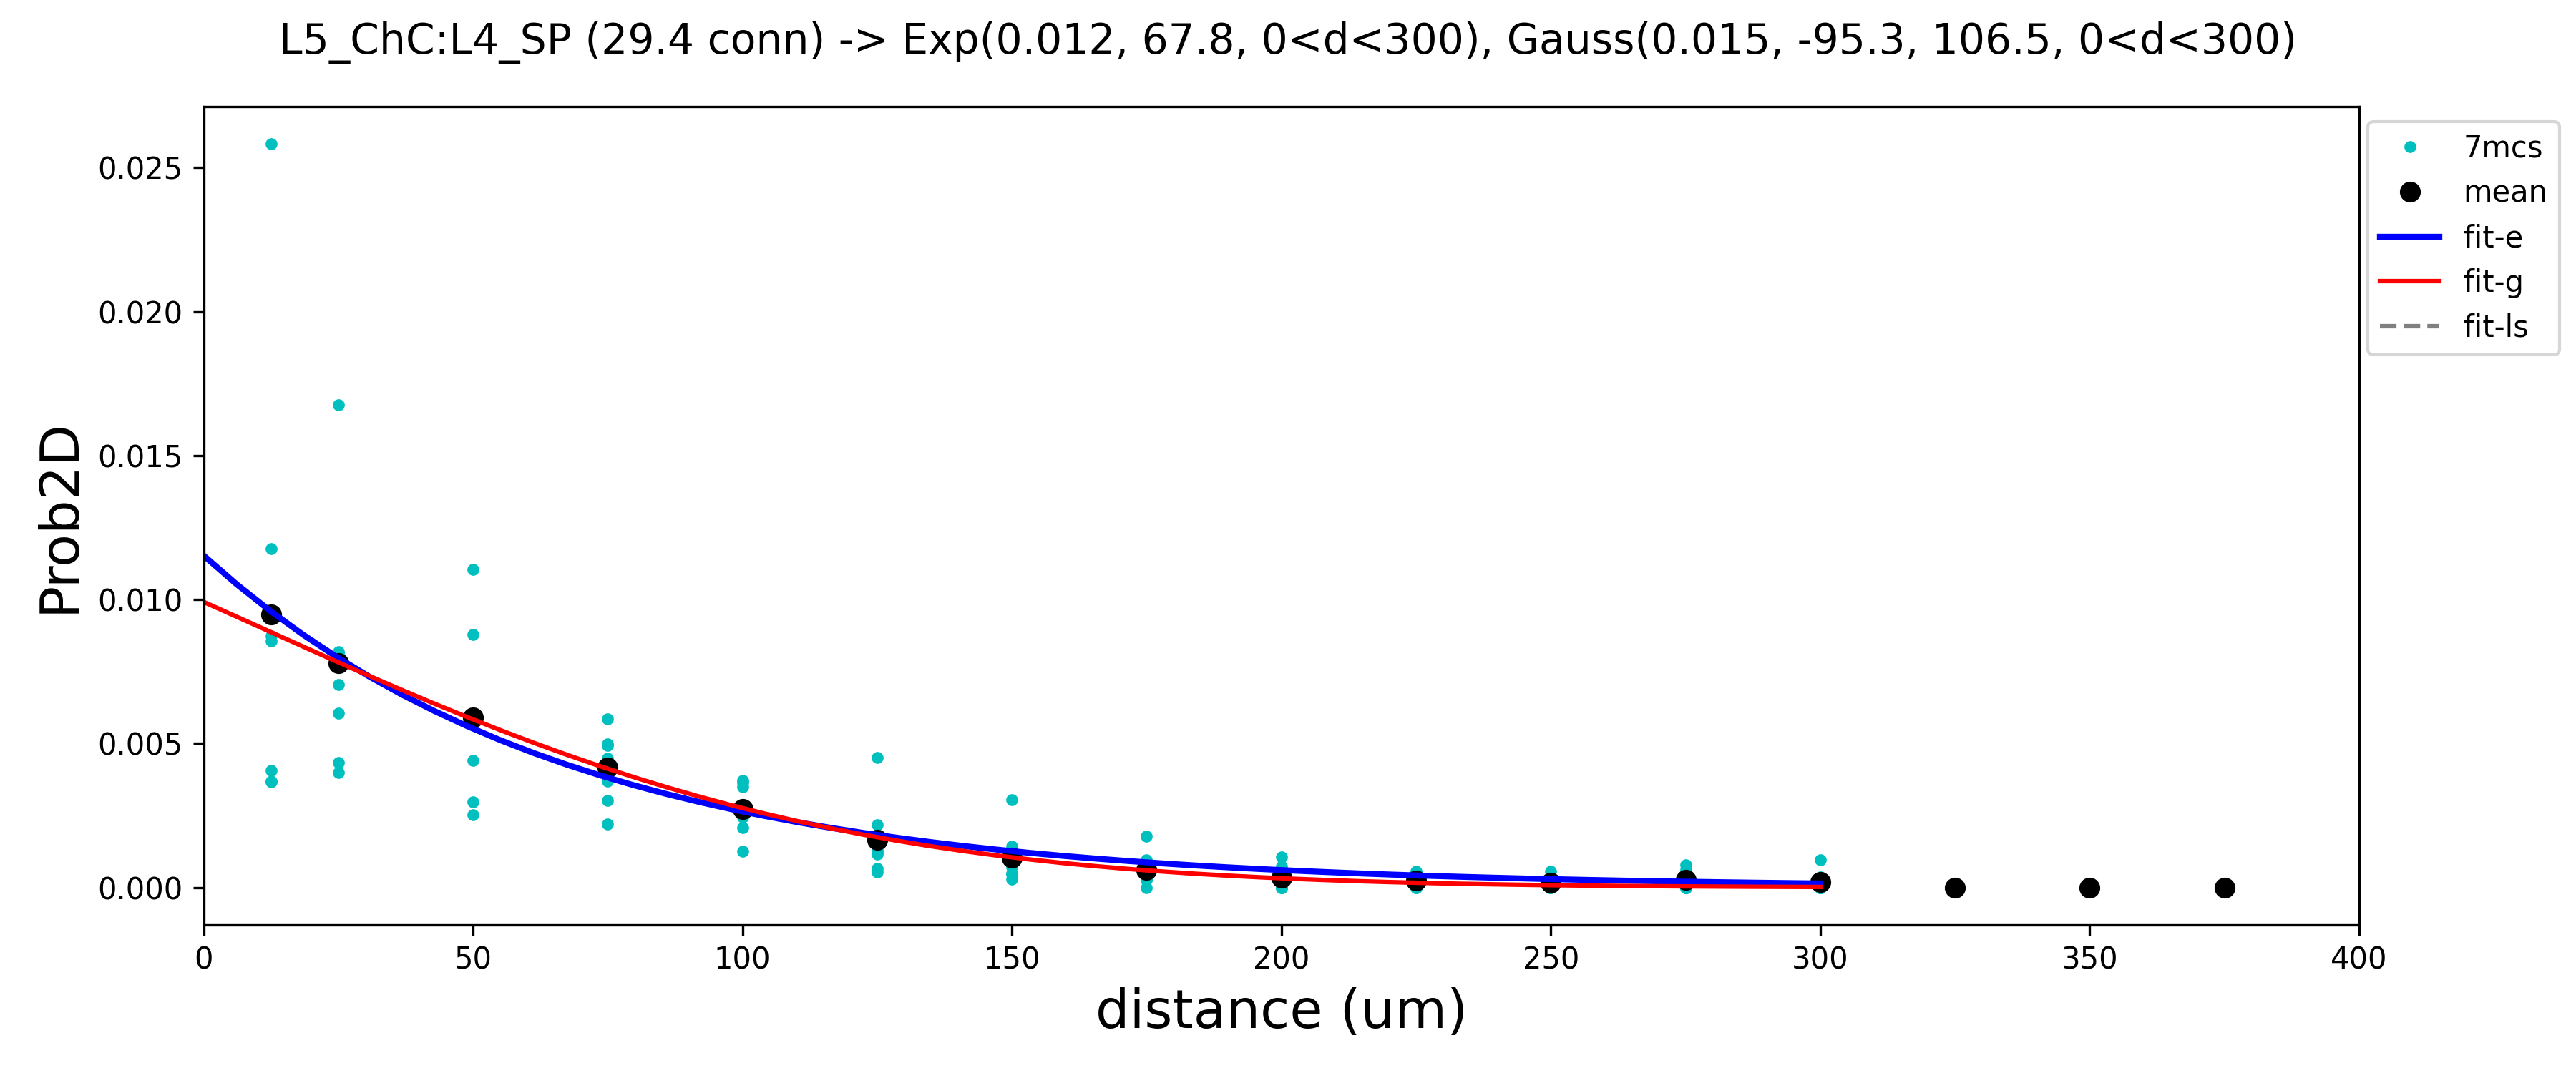 L5_ChC:L4_SP (29.4 conn) -> Exp(0.012, 67.8, 0<d<300), Gauss(0.015, -95.3, 106.5, 0<d<300)
7mcs
mean
fit-e
fit-g
fit-ls
Prob2D
0.025
0.020
0.015
0.010
0.005
0.000
0 50 100 150 200 250 300 350 400
distance (um)